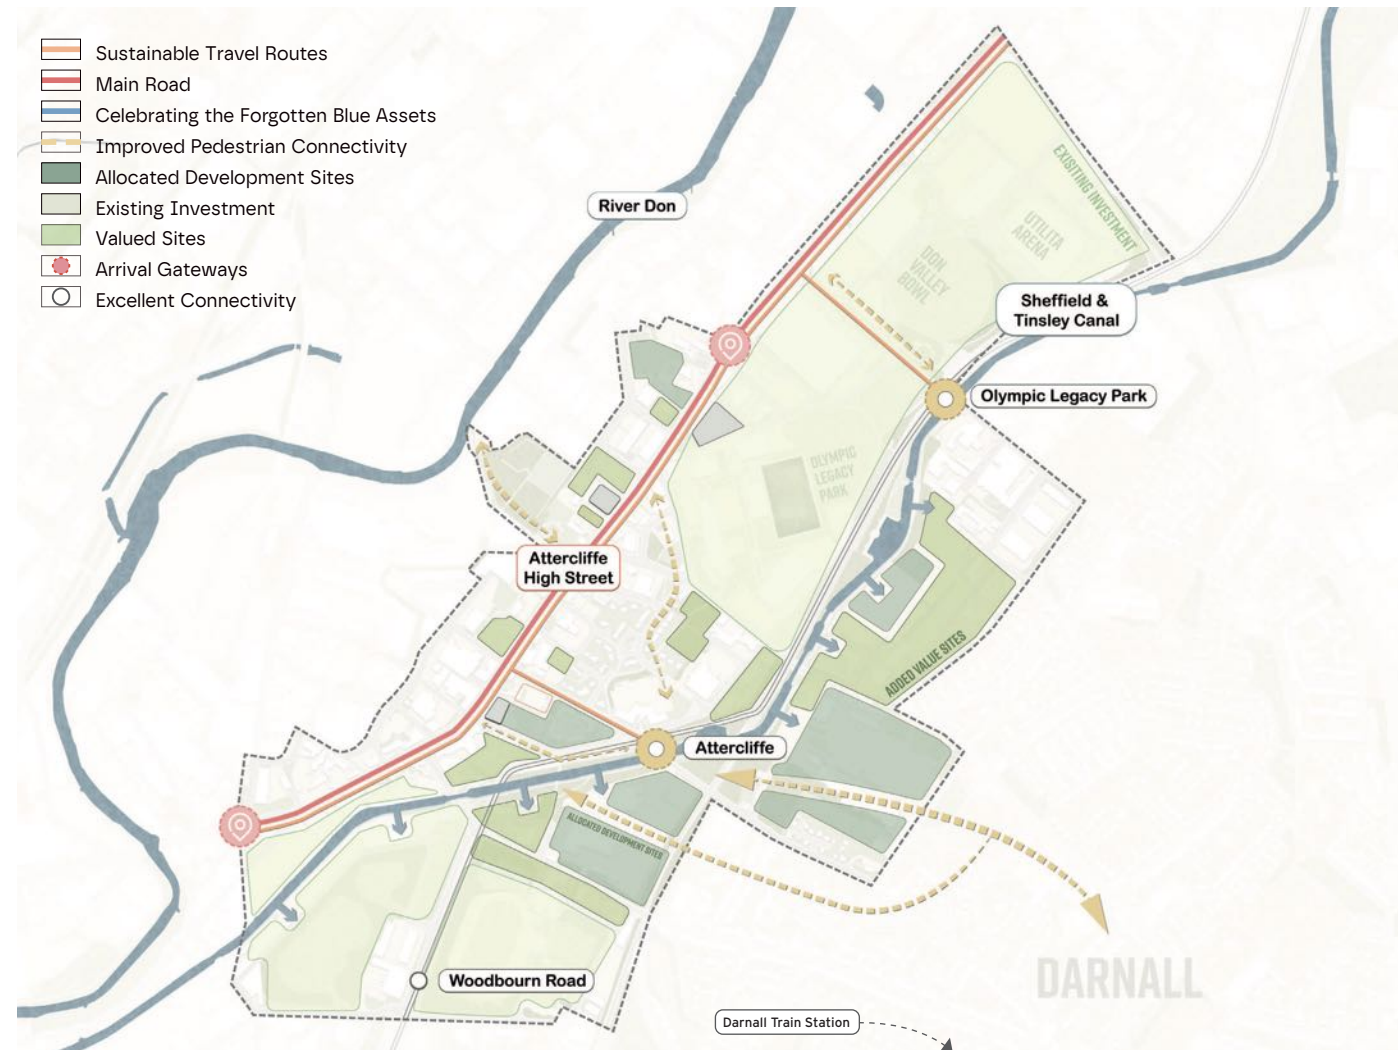 Sustainable Travel Routes
Main Road
Celebrating the Forgotten Blue Assets
Improved Pedestrian Connectivity
Allocated Development Sites
Existing Investment
Valued Sites
Arrival Gateways
Excellent Connectivity
River Don
EXISITING INVESTMENT
UTILITA
ARENA
DON
VALLEY
BOWL
Sheffield &
Tinsley Canal
Olympic Legacy Park
OLYMPIC
LEGACY
PARK
Attercliffe
High Street
ADDED VALUE SITES
Attercliffe
ALLOCATED DEVELOPMENT SITES
Woodbourn Road
DARNALL
Darnall Train Station